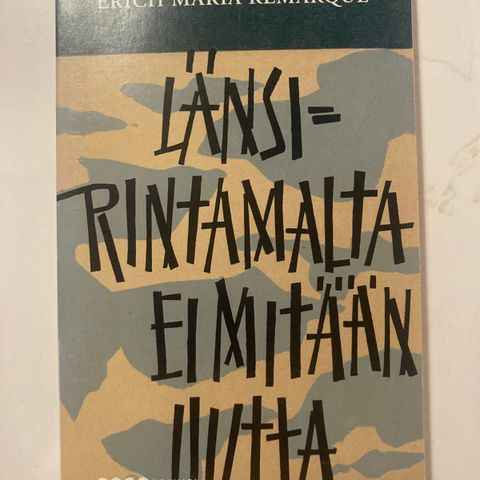 ERICH MARIA REMARQUE
LÄNSI=
RINTAMALTA
EI MITÄÄN
UUTTA